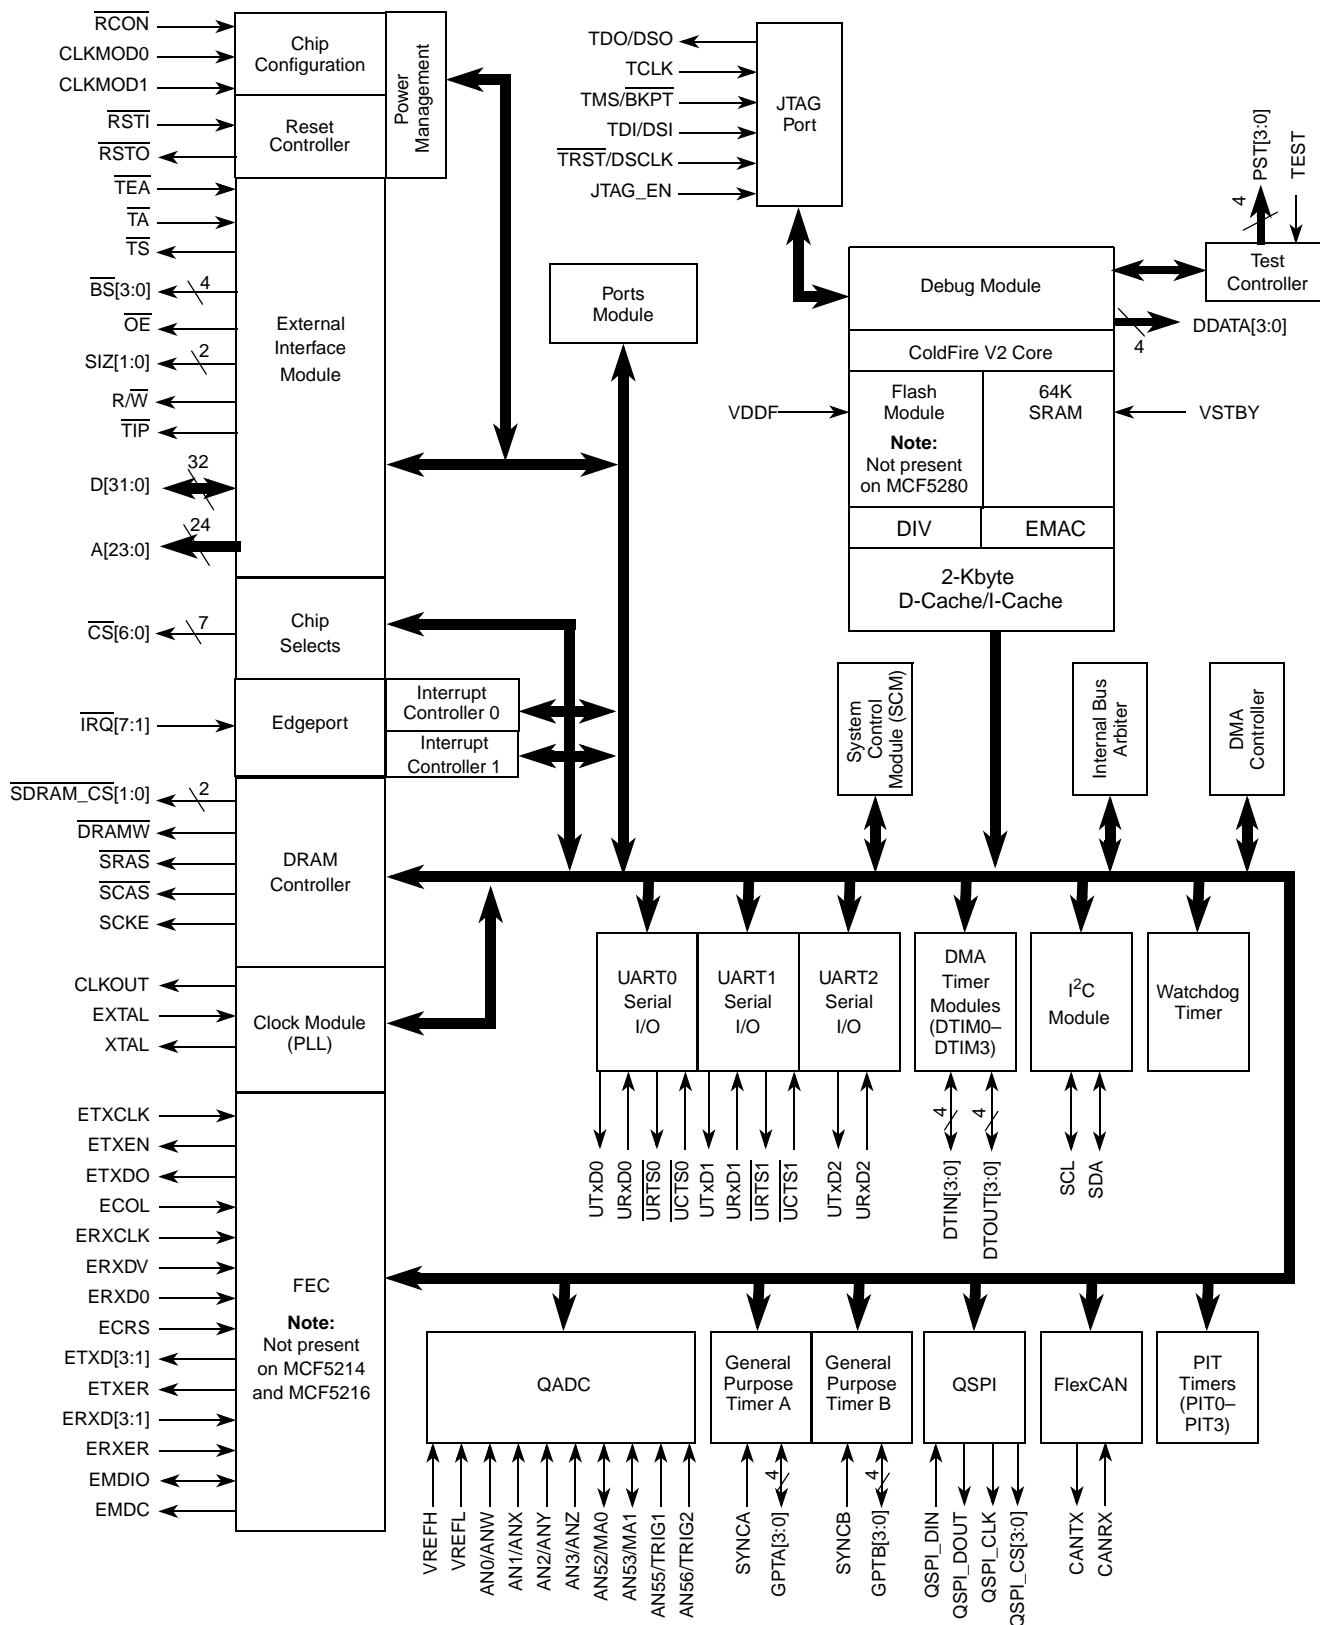 RCON
CLKMOD0
CLKMOD1
RSTI
RSTO
TEA
TA
TS
BS[3:0]
4
OE
SIZ[1:0]
2
R/W
TIP
D[31:0]
32
A[23:0]
24
CS[6:0]
7
IRQ[7:1]
SDRAM_CS[1:0]
2
DRAMW
SRAS
SCAS
SCKE
CLKOUT
EXTAL
XTAL
ETXCLK
ETXEN
ETXDO
ECOL
ERXCLK
ERXDV
ERXD0
ECRS
ETXD[3:1]
ETXER
ERXD[3:1]
ERXER
EMDIO
EMDC
Chip
Configuration
Reset
Controller
Power
Management
External
Interface
Module
Chip
Selects
Edgeport
Interrupt
Controller 0
Interrupt
Controller 1
DRAM
Controller
Clock Module
(PLL)
FEC
Note:
Not present
on MCF5214
and MCF5216
Ports
Module
TDO/DSO
TCLK
TMS/BKPT
TDI/DSI
TRST/DSCLK
JTAG_EN
JTAG
Port
PST[3:0]
4
TEST
Test
Controller
Debug Module
DDATA[3:0]
4
ColdFire V2 Core
VDDF
Flash
Module
Note:
Not present
on MCF5280
64K
SRAM
VSTBY
DIV
EMAC
2-Kbyte
D-Cache/I-Cache
System
Control
Module (SCM)
Internal Bus
Arbiter
DMA
Controller
UART0
Serial
I/O
UART1
Serial
I/O
UART2
Serial
I/O
DMA
Timer
Modules
(DTIM0–
DTIM3)
I2C
Module
Watchdog
Timer
UTxD0
URxD0
URTS0
UCTS0
UTxD1
URxD1
URTS1
UCTS1
UTxD2
URxD2
4
DTIN[3:0]
4
DTOUT[3:0]
SCL
SDA
QADC
General
Purpose
Timer A
General
Purpose
Timer B
QSPI
FlexCAN
PIT
Timers
(PIT0–
PIT3)
VREFH
VREFL
AN0/ANW
AN1/ANX
AN2/ANY
AN3/ANZ
AN52/MA0
AN53/MA1
AN55/TRIG1
AN56/TRIG2
SYNCA
4
GPTA[3:0]
SYNCB
4
GPTB[3:0]
QSPI_DIN
QSPI_DOUT
QSPI_CLK
QSPI_CS[3:0]
CANTX
CANRX